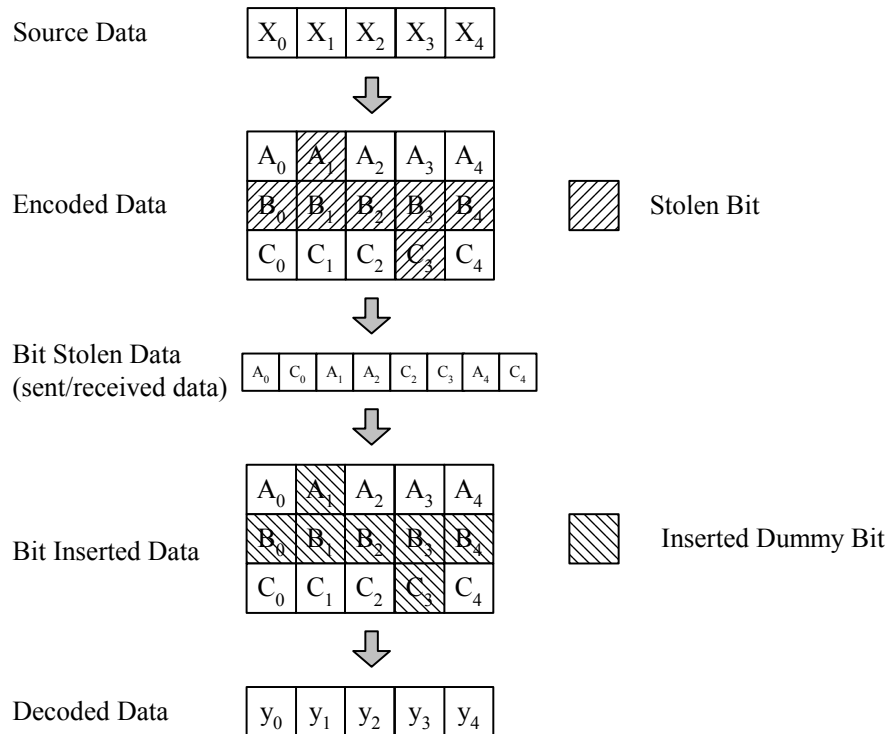 Source Data X₀ X₁ X₂ X₃ X₄
A₀ A₁ A₂ A₃ A₄
Encoded Data B₀ B₁ B₂ B₃ B₄ Stolen Bit
C₀ C₁ C₂ C₃ C₄
Bit Stolen Data
(sent/received data) A₀ C₀ A₁ A₂ C₂ C₃ A₄ C₄
A₀ A₁ A₂ A₃ A₄
Bit Inserted Data B₀ B₁ B₂ B₃ B₄ Inserted Dummy Bit
C₀ C₁ C₂ C₃ C₄
Decoded Data y₀ y₁ y₂ y₃ y₄